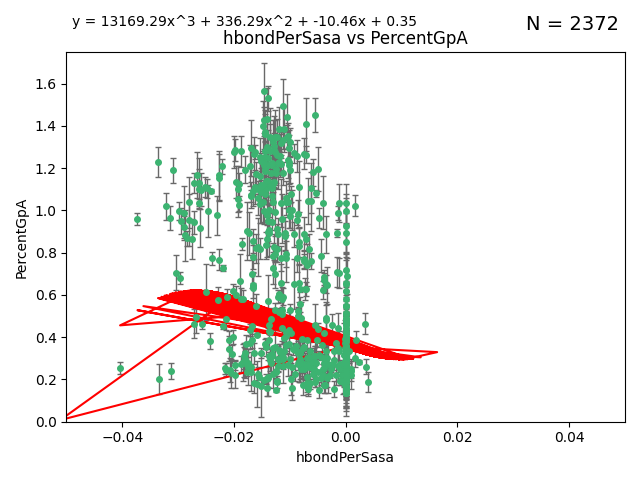 y = 13169.29x^3 + 336.29x^2 + -10.46x + 0.35
N = 2372
hbondPerSasa vs PercentGpA
PercentGpA
1.6
1.4
1.2
1.0
0.8
0.6
0.4
0.2
0.0
−0.04
−0.02
0.00
0.02
0.04
hbondPerSasa